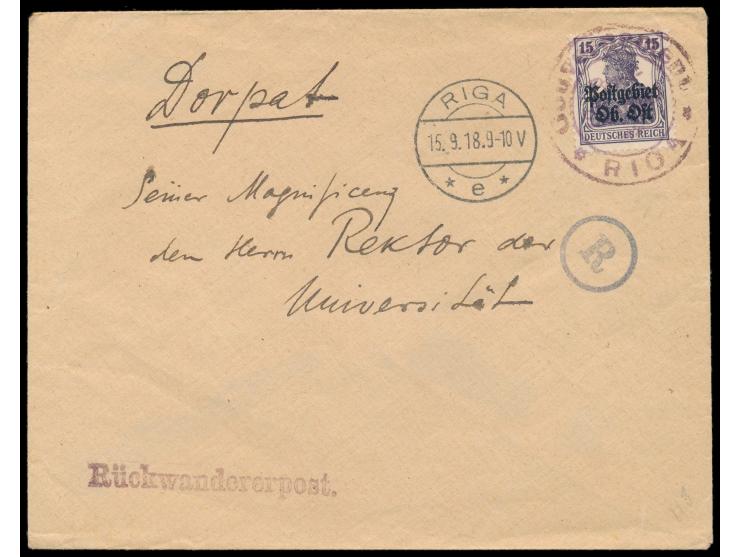 15 15
Postgebiet
Ob. Ost
DEUTSCHES REICH
RIGA
Dorpat
RIGA
15. 9. 18. 9-10 V
* e *
Seiner Magnificenz
den Herrn Rektor der
Universität
R
Rückwandererpost.